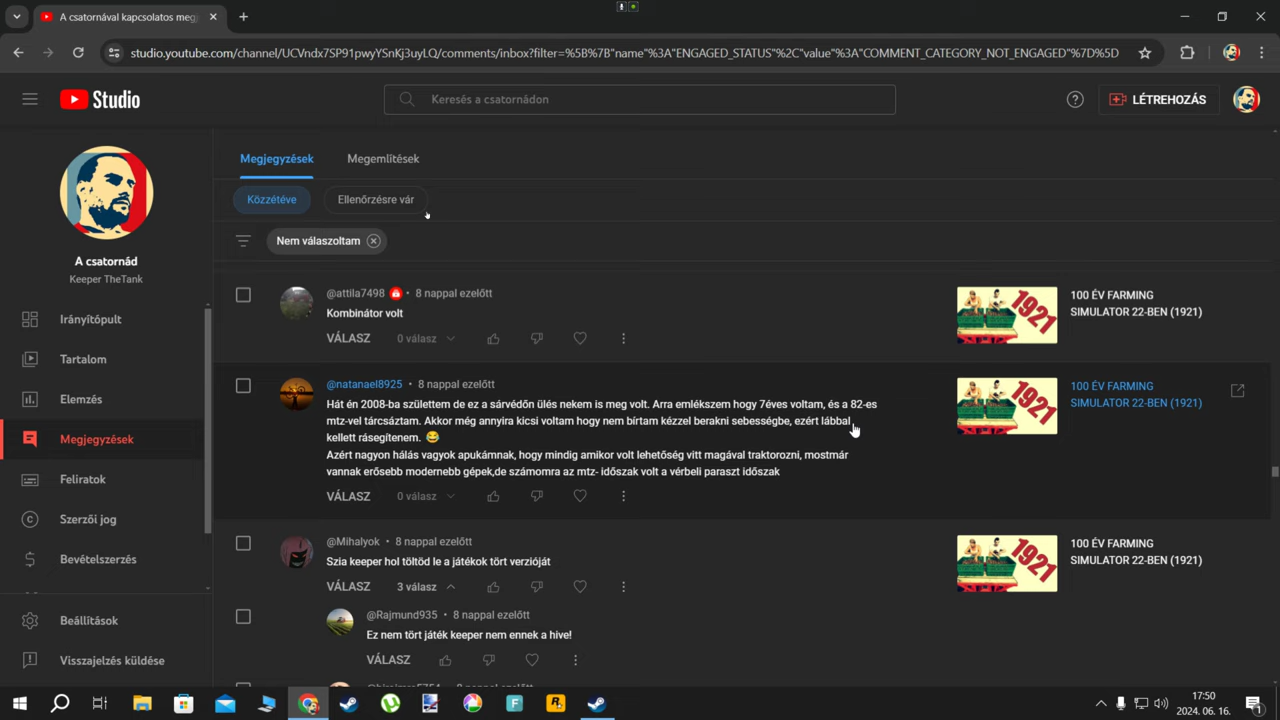 A csatornával kapcsolatos meg
studio.youtube.com/channel/UCVndx7SP91pwyYSnKj3uyLQ/comments/inbox?filter=%5B%7B"name"%3A"ENGAGED_STATUS"%2C"value"%3A"COMMENT_CATEGORY_NOT_ENGAGED"%7D%5D
Studio
Keresés a csatornádon
LÉTREHOZÁS
A csatornád
Keeper TheTank
Irányítópult
Tartalom
Elemzés
Megjegyzések
Feliratok
Szerzői jog
Bevételszerzés
Beállítások
Visszajelzés küldése
Megjegyzések
Megemlítések
Közzétéve
Ellenőrzésre vár
Nem válaszoltam
@attila7498 • 8 nappal ezelőtt
Kombinátor volt
VÁLASZ 0 válasz
1921
100 ÉV FARMING
SIMULATOR 22-BEN (1921)
@natanael8925 • 8 nappal ezelőtt
Hát én 2008-ba születtem de ez a sárvédőn ülés nekem is meg volt. Arra emlékszem hogy 7éves voltam, és a 82-es
mtz-vel tárcsáztam. Akkor még annyira kicsi voltam hogy nem bírtam kézzel berakni sebességbe, ezért lábbal
kellett rásegítenem. 😂
Azért nagyon hálás vagyok apukámnak, hogy mindig amikor volt lehetőség vitt magával traktorozni, mostmár
vannak erősebb modernebb gépek,de számomra az mtz- időszak volt a vérbeli paraszt időszak
VÁLASZ 0 válasz
1921
100 ÉV FARMING
SIMULATOR 22-BEN (1921)
@Mihalyok • 8 nappal ezelőtt
Szia keeper hol töltöd le a játékok tört verzióját
VÁLASZ 3 válasz
1921
100 ÉV FARMING
SIMULATOR 22-BEN (1921)
@Rajmund935 • 8 nappal ezelőtt
Ez nem tört játék keeper nem ennek a hive!
VÁLASZ
17:50
2024. 06. 16.